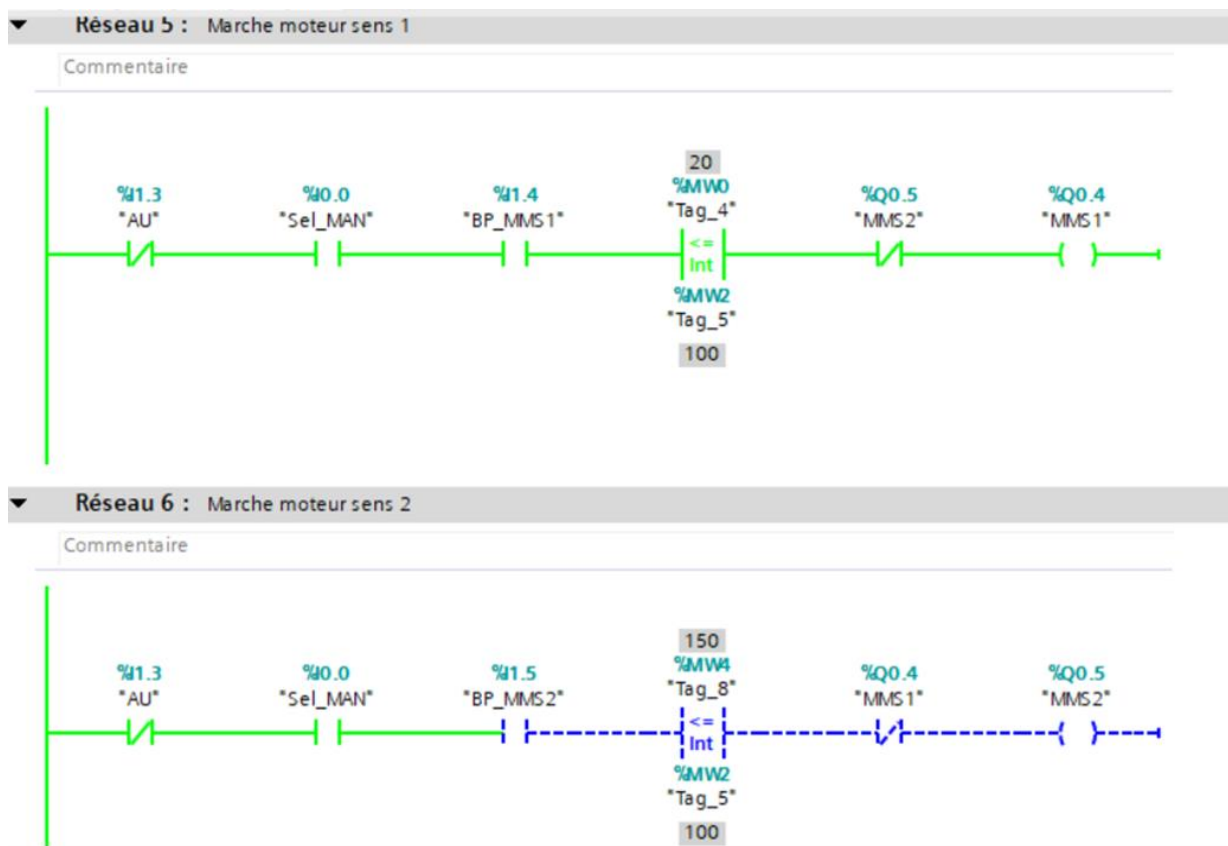 Réseau 5 : Marche moteur sens 1
Commentaire
20
%I1.3 %I0.0 %I1.4 %MW0 %Q0.5 %Q0.4
"AU" "Sel_MAN" "BP_MMS1" "Tag_4" "MMS2" "MMS1"
<=
Int
%MW2
"Tag_5"
100
Réseau 6 : Marche moteur sens 2
Commentaire
150
%I1.3 %I0.0 %I1.5 %MW4 %Q0.4 %Q0.5
"AU" "Sel_MAN" "BP_MMS2" "Tag_8" "MMS1" "MMS2"
<=
Int
%MW2
"Tag_5"
100